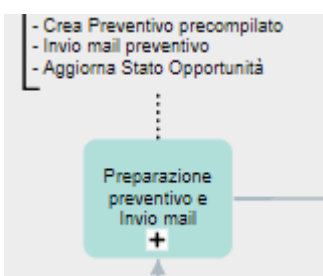 - Crea Preventivo precompilato
- Invio mail preventivo
- Aggiorna Stato Opportunità
Preparazione
preventivo e
Invio mail